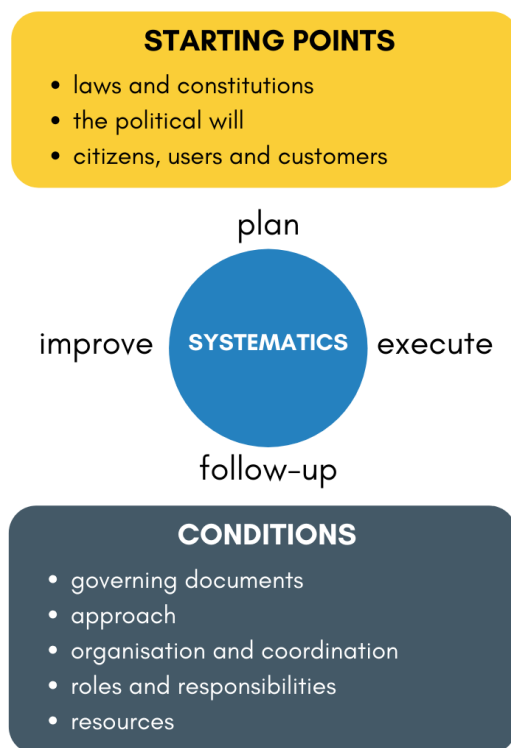 STARTING POINTS
• laws and constitutions
• the political will
• citizens, users and customers
plan
improve
SYSTEMATICS
execute
follow-up
CONDITIONS
• governing documents
• approach
• organisation and coordination
• roles and responsibilities
• resources